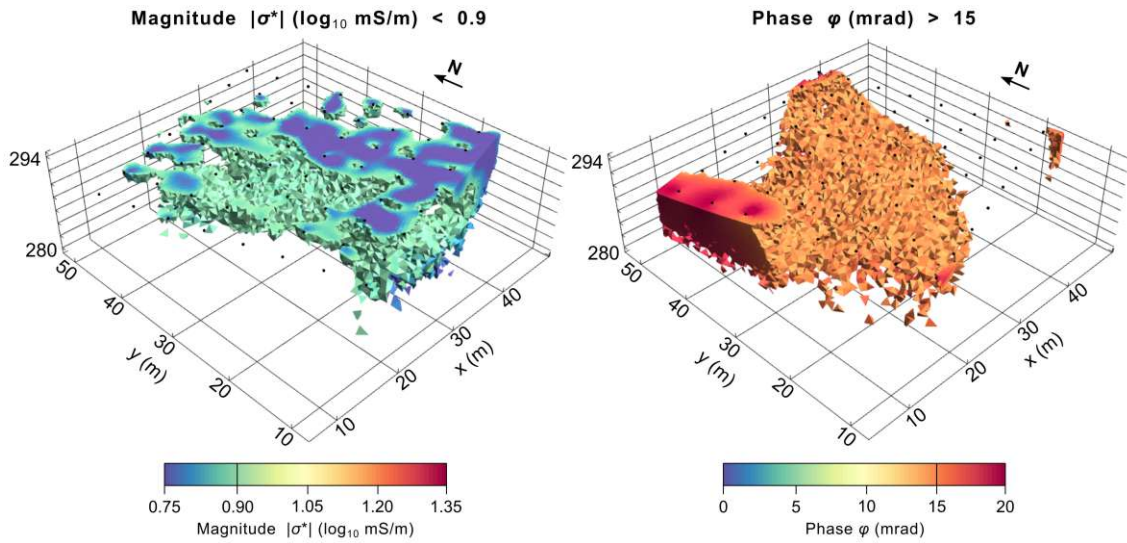 Magnitude |σ*| (log₁₀ mS/m) < 0.9
N
294
280
50
40
30
20
10
y (m)
10
20
30
40
x (m)
0.75 0.90 1.05 1.20 1.35
Magnitude |σ*| (log₁₀ mS/m)
Phase φ (mrad) > 15
N
294
280
50
40
30
20
10
y (m)
10
20
30
40
x (m)
0 5 10 15 20
Phase φ (mrad)